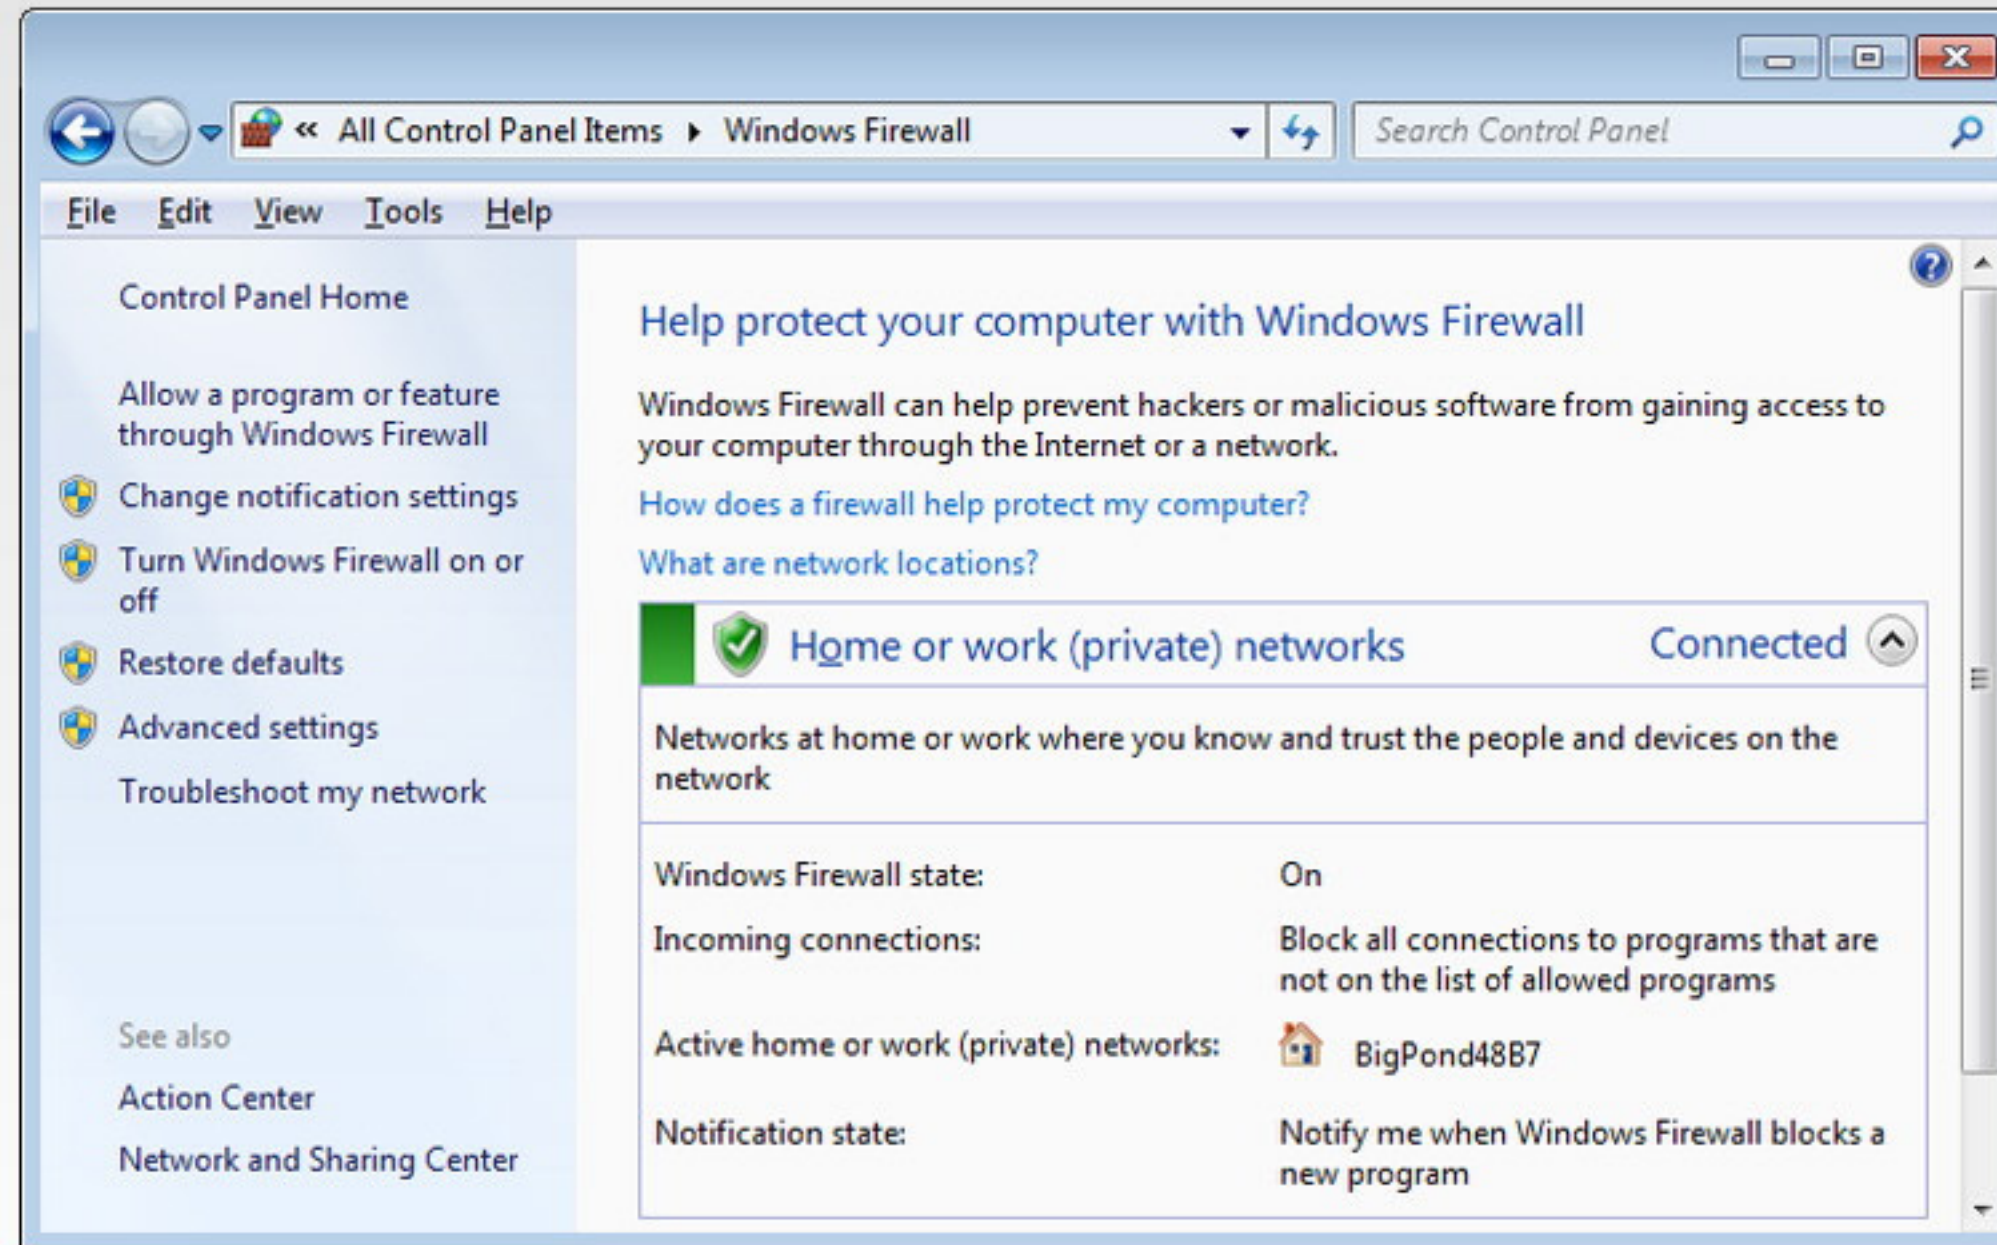 « All Control Panel Items ▸ Windows Firewall
Search Control Panel
File Edit View Tools Help
Control Panel Home
Allow a program or feature
through Windows Firewall
Change notification settings
Turn Windows Firewall on or
off
Restore defaults
Advanced settings
Troubleshoot my network
See also
Action Center
Network and Sharing Center
Help protect your computer with Windows Firewall
Windows Firewall can help prevent hackers or malicious software from gaining access to
your computer through the Internet or a network.
How does a firewall help protect my computer?
What are network locations?
Home or work (private) networks Connected
Networks at home or work where you know and trust the people and devices on the
network
Windows Firewall state: On
Incoming connections: Block all connections to programs that are
not on the list of allowed programs
Active home or work (private) networks: BigPond48B7
Notification state: Notify me when Windows Firewall blocks a
new program